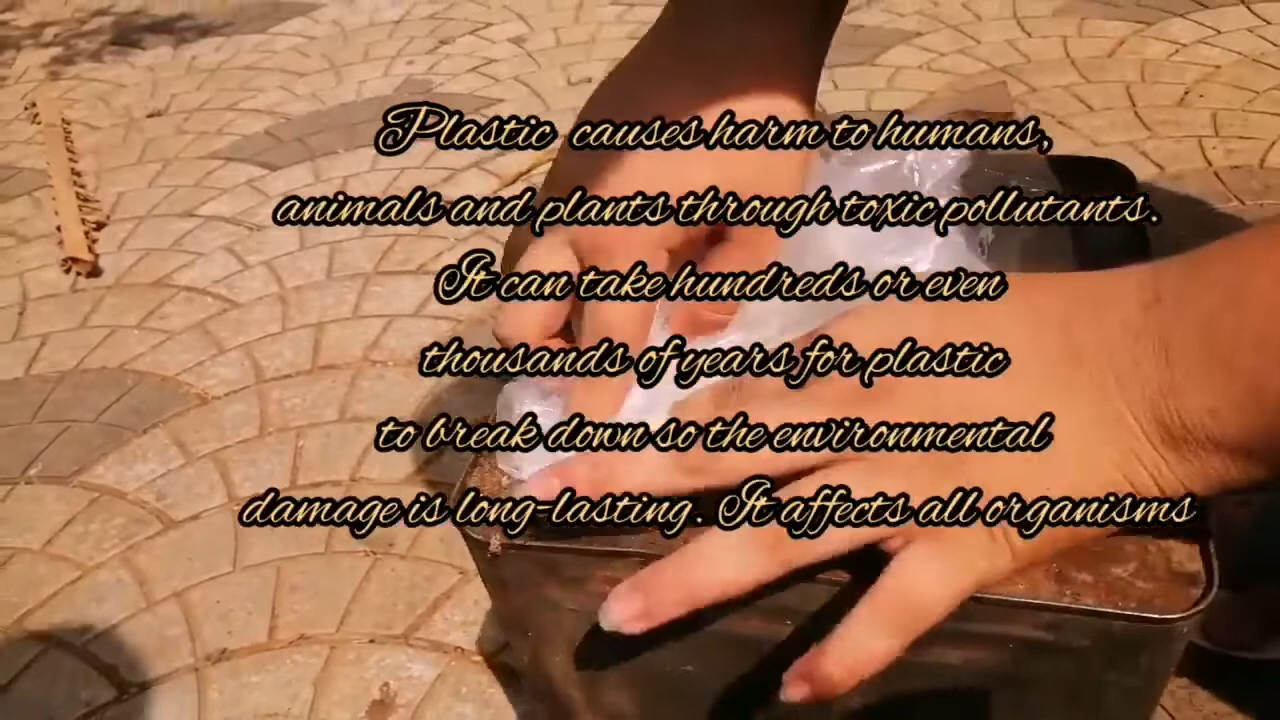 Plastic causes harm to humans,
animals and plants through toxic pollutants.
It can take hundreds or even
thousands of years for plastic
to break down so the environmental
damage is long-lasting. It affects all organisms